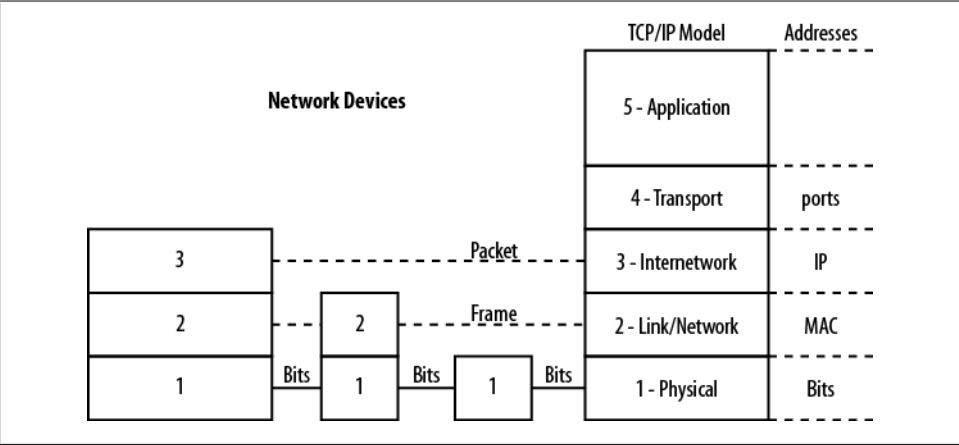 TCP/IP Model Addresses
Network Devices
5 - Application
4 - Transport ports
3 Packet 3 - Internetwork IP
2 2 Frame 2 - Link/Network MAC
1 Bits 1 Bits 1 Bits 1 - Physical Bits